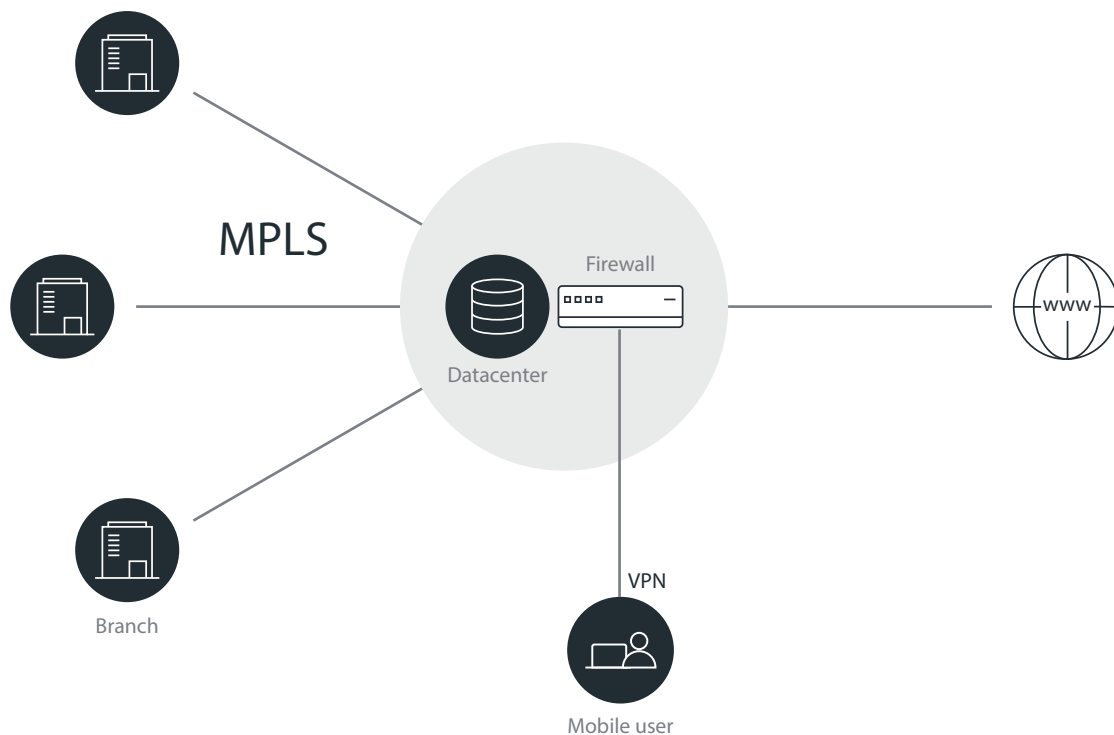 MPLS
Firewall
www
Datacenter
VPN
Branch
Mobile user